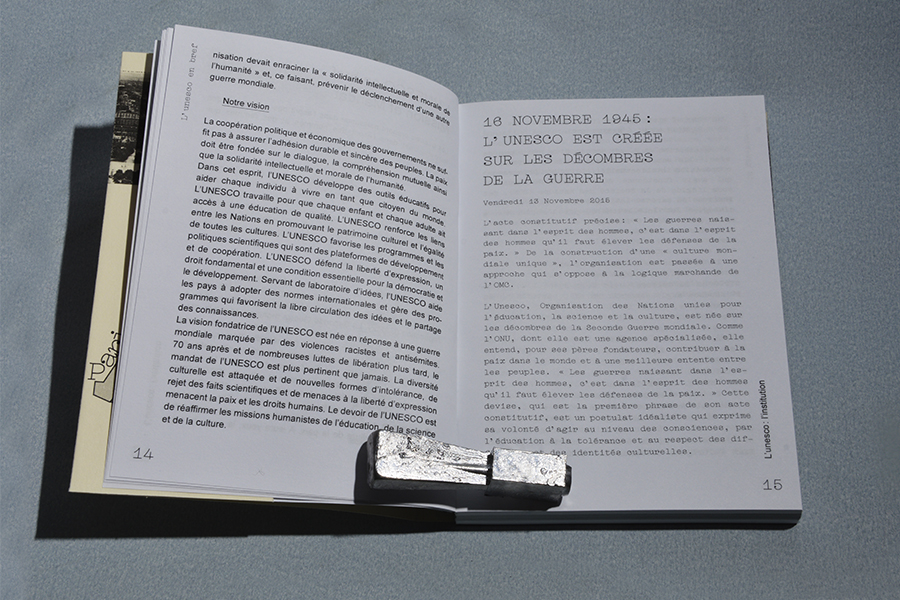 L'unesco en bref
nisation devait enraciner la « solidarité intellectuelle et morale de
l'humanité » et, ce faisant, prévenir le déclenchement d'une autre
guerre mondiale.
Notre vision
La coopération politique et économique des gouvernements ne suf-
fit pas à assurer l'adhésion durable et sincère des peuples. La paix
doit être fondée sur le dialogue, la compréhension mutuelle ainsi
que la solidarité intellectuelle et morale de l'humanité.
Dans cet esprit, l'UNESCO développe des outils éducatifs pour
aider chaque individu à vivre en tant que citoyen du monde.
L'UNESCO travaille pour que chaque enfant et chaque adulte ait
accès à une éducation de qualité. L'UNESCO renforce les liens
entre les Nations en promouvant le patrimoine culturel et l'égalité
de toutes les cultures. L'UNESCO favorise les programmes et les
politiques scientifiques qui sont des plateformes de développement
et de coopération. L'UNESCO défend la liberté d'expression, un
droit fondamental et une condition essentielle pour la démocratie et
le développement. Servant de laboratoire d'idées, l'UNESCO aide
les pays à adopter des normes internationales et gère des pro-
grammes qui favorisent la libre circulation des idées et le partage
des connaissances.
La vision fondatrice de l'UNESCO est née en réponse à une guerre
mondiale marquée par des violences racistes et antisémites.
70 ans après et de nombreuses luttes de libération plus tard, le
mandat de l'UNESCO est plus pertinent que jamais. La diversité
culturelle est attaquée et de nouvelles formes d'intolérance, de
rejet des faits scientifiques et de menaces à la liberté d'expression
menacent la paix et les droits humains. Le devoir de l'UNESCO est
de réaffirmer les missions humanistes de l'éducation, de la science
et de la culture.
14
16 NOVEMBRE 1945 :
L'UNESCO EST CRÉÉE
SUR LES DÉCOMBRES
DE LA GUERRE
Vendredi 13 Novembre 2015
L'acte constitutif précise : « Les guerres nais-
sant dans l'esprit des hommes, c'est dans l'esprit
des hommes qu'il faut élever les défenses de la
paix. » De la construction d'une « culture mon-
diale unique », l'organisation est passée à une
approche qui s'oppose à la logique marchande de
l'OMC.
L'Unesco, Organisation des Nations unies pour
l'éducation, la science et la culture, est née sur
les décombres de la Seconde Guerre mondiale. Comme
l'ONU, dont elle est une agence spécialisée, elle
entend, pour ses pères fondateurs, contribuer à la
paix dans le monde et à une meilleure entente entre
les peuples. « Les guerres naissant dans l'es-
prit des hommes, c'est dans l'esprit des hommes
qu'il faut élever les défenses de la paix. » Cette
devise, qui est la première phrase de son acte
constitutif, est un postulat idéaliste qui exprime
sa volonté d'agir au niveau des consciences, par
l'éducation à la tolérance et au respect des dif-
des identités culturelles.
L'unesco : l'institution
15